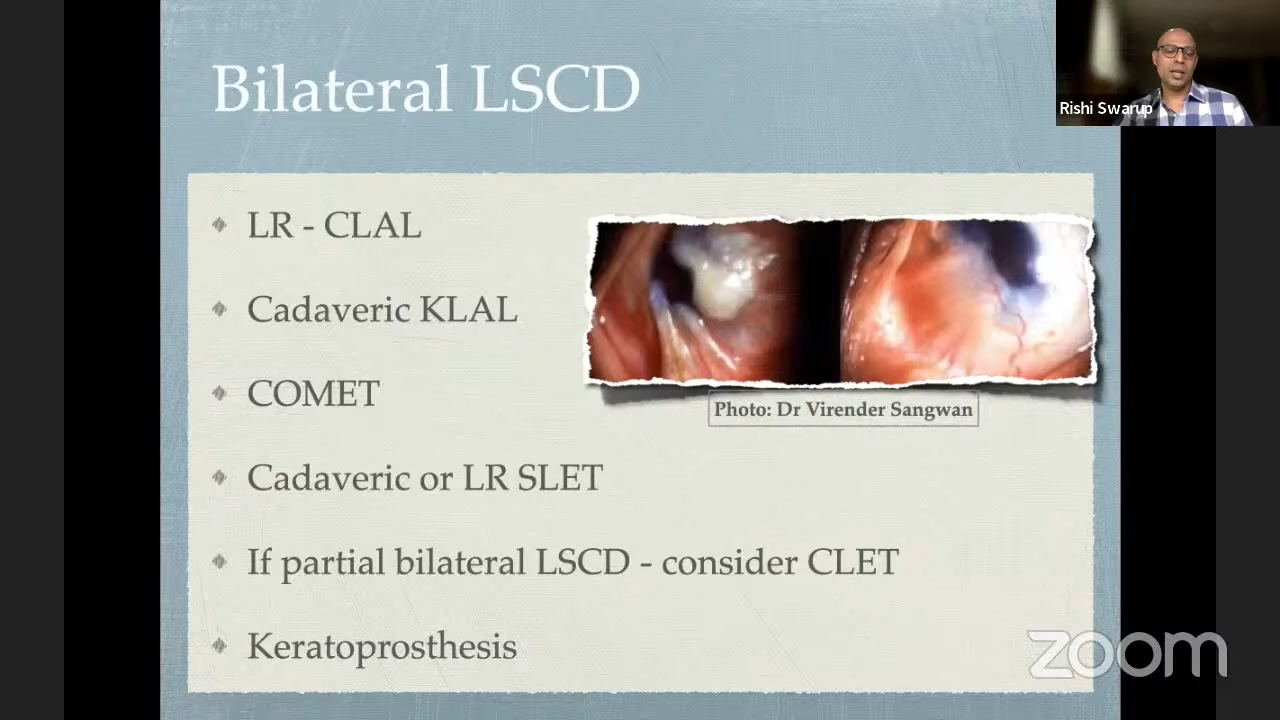 Bilateral LSCD
Rishi Swarup
LR - CLAL
Cadaveric KLAL
COMET
Photo: Dr Virender Sangwan
Cadaveric or LR SLET
If partial bilateral LSCD - consider CLET
Keratoprosthesis
zoom